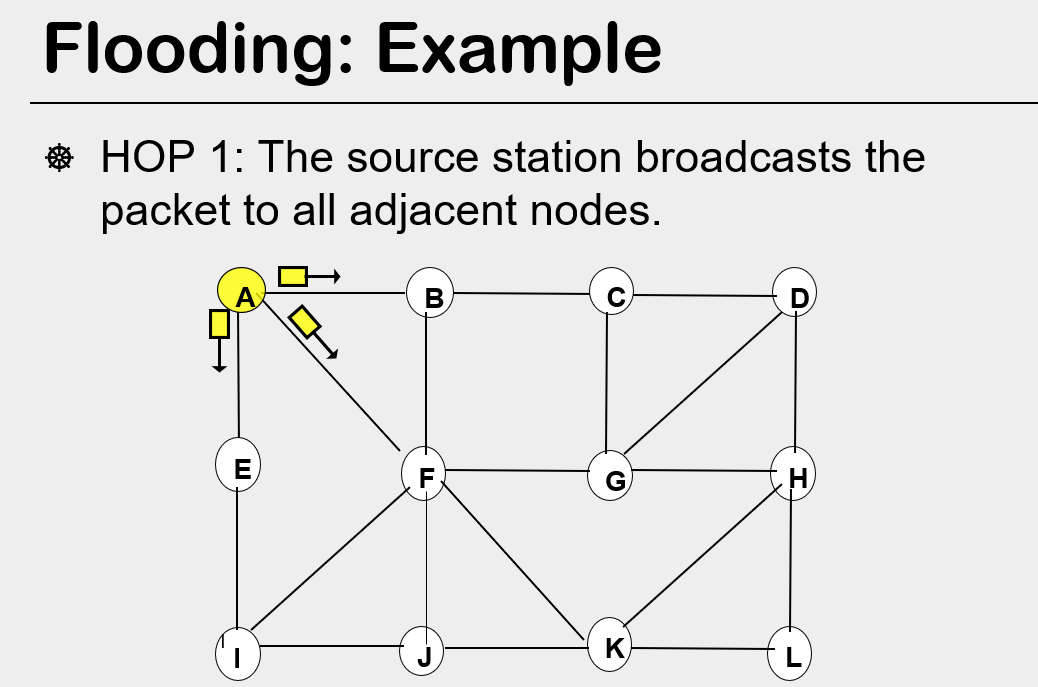 Flooding: Example
HOP 1: The source station broadcasts the
packet to all adjacent nodes.
A
B
C
D
E
F
G
H
I
J
K
L